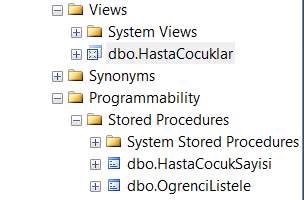 Views
System Views
dbo.HastaCocuklar
Synonyms
Programmability
Stored Procedures
System Stored Procedures
dbo.HastaCocukSayisi
dbo.OgrenciListele